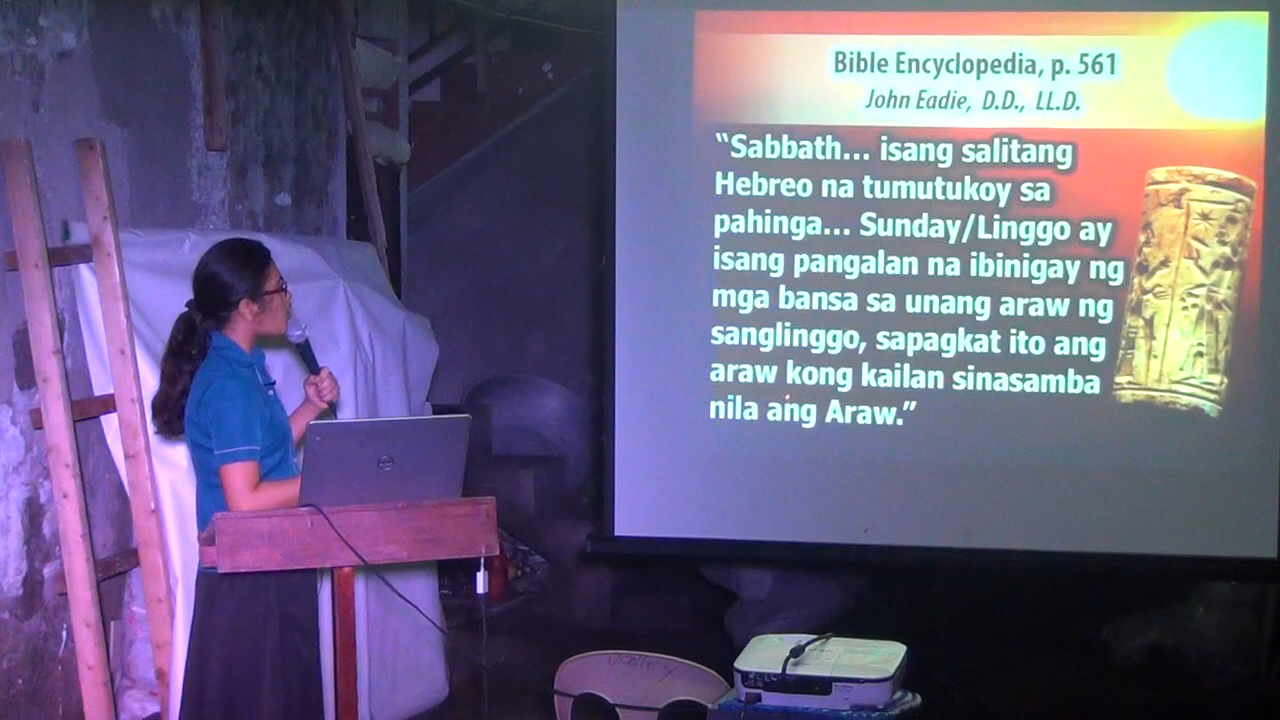 Bible Encyclopedia, p. 561
John Eadie, D.D., LL.D.
“Sabbath... isang salitang
Hebreo na tumutukoy sa
pahinga... Sunday/Linggo ay
isang pangalan na ibinigay ng
mga bansa sa unang araw ng
sanglinggo, sapagkat ito ang
araw kong kailan sinasamba
nila ang Araw.”
DELL